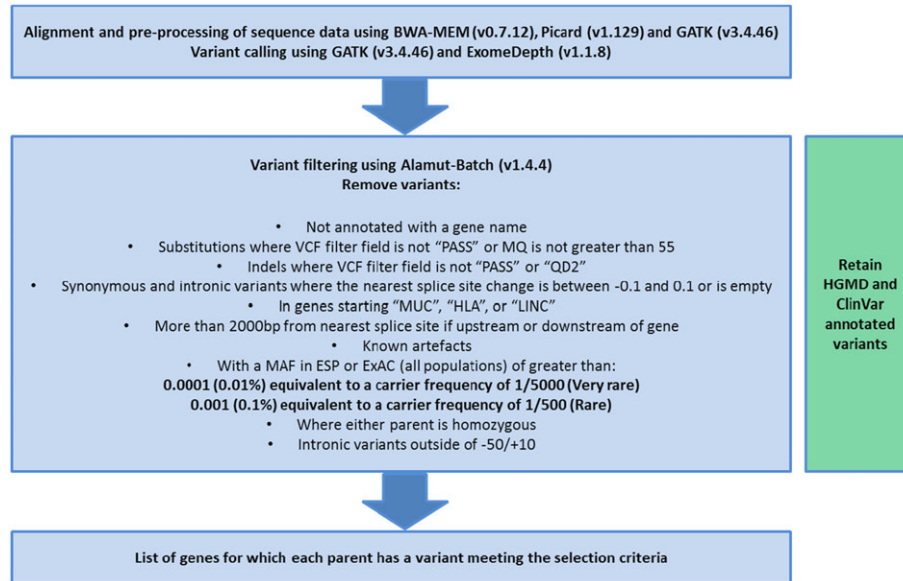 Alignment and pre-processing of sequence data using BWA-MEM (v0.7.12), Picard (v1.129) and GATK (v3.4.46)
Variant calling using GATK (v3.4.46) and ExomeDepth (v1.1.8)
Variant filtering using Alamut-Batch (v1.4.4)
Remove variants:
• Not annotated with a gene name
• Substitutions where VCF filter field is not “PASS” or MQ is not greater than 55
• Indels where VCF filter field is not “PASS” or “QD2”
• Synonymous and intronic variants where the nearest splice site change is between -0.1 and 0.1 or is empty
• In genes starting “MUC”, “HLA”, or “LINC”
• More than 2000bp from nearest splice site if upstream or downstream of gene
• Known artefacts
• With a MAF in ESP or ExAC (all populations) of greater than:
0.0001 (0.01%) equivalent to a carrier frequency of 1/5000 (Very rare)
0.001 (0.1%) equivalent to a carrier frequency of 1/500 (Rare)
• Where either parent is homozygous
• Intronic variants outside of -50/+10
Retain
HGMD and
ClinVar
annotated
variants
List of genes for which each parent has a variant meeting the selection criteria